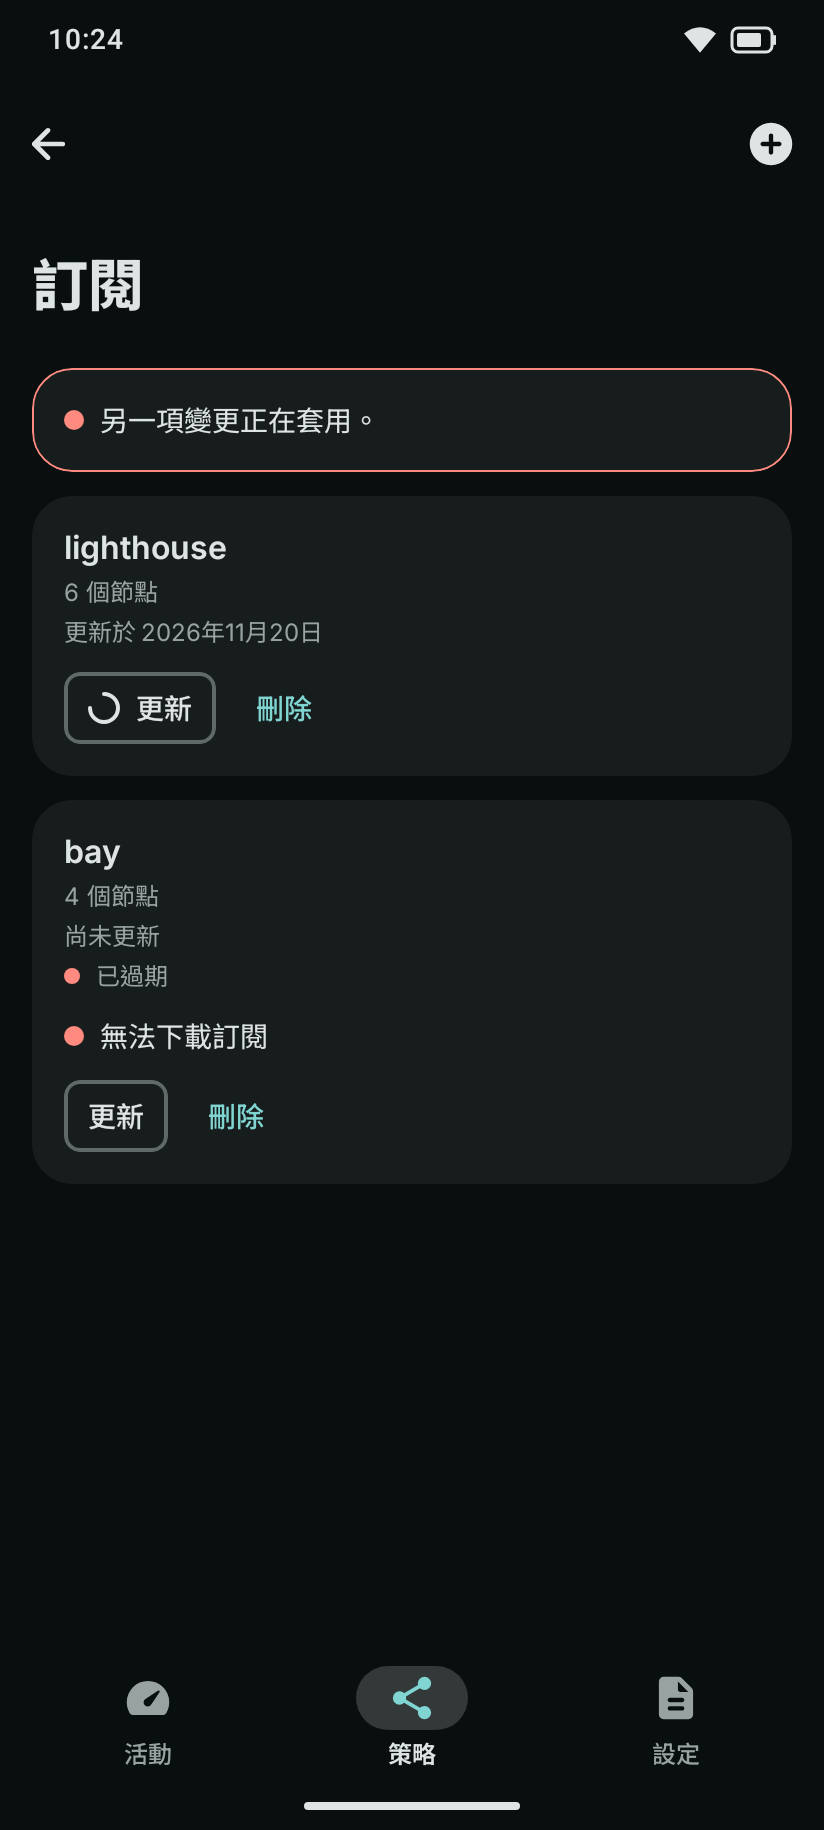 10:24
訂閱
另一項變更正在套用。
lighthouse
6 個節點
更新於 2026年11月20日
更新
刪除
bay
4 個節點
尚未更新
已過期
無法下載訂閱
更新
刪除
活動
策略
設定